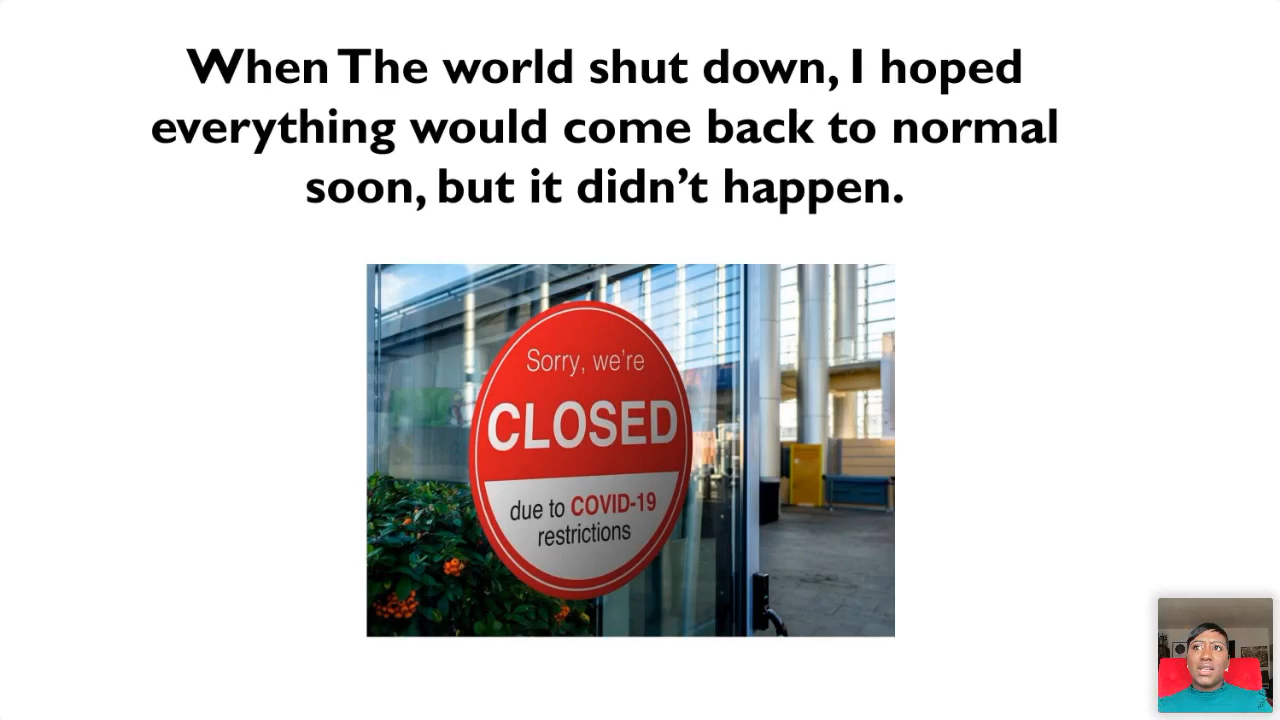 When The world shut down, I hoped
everything would come back to normal
soon, but it didn’t happen.
Sorry, we're
CLOSED
due to COVID-19
restrictions